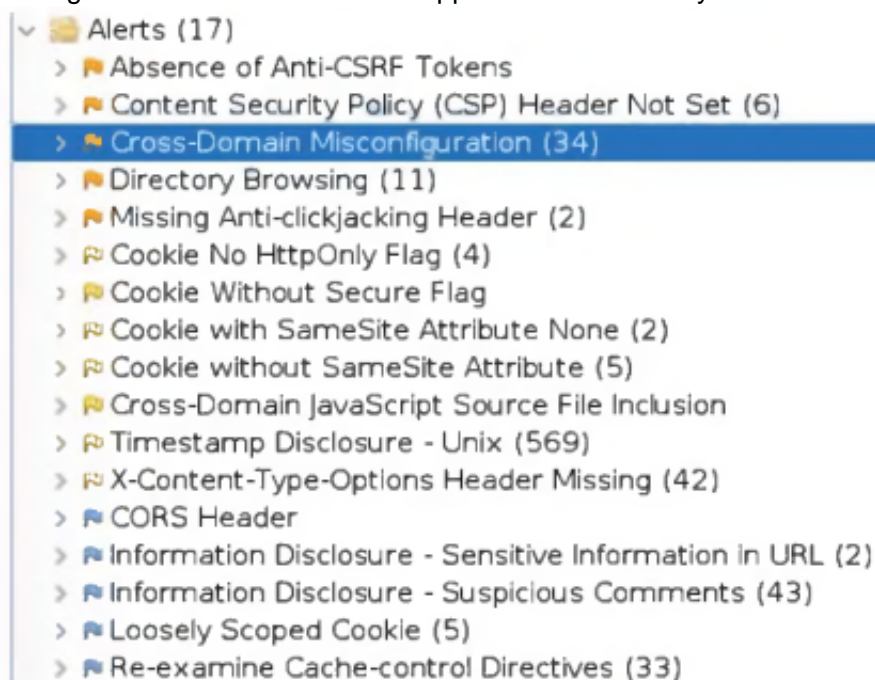 Alerts (17)
Absence of Anti-CSRF Tokens
Content Security Policy (CSP) Header Not Set (6)
Cross-Domain Misconfiguration (34)
Directory Browsing (11)
Missing Anti-clickjacking Header (2)
Cookie No HttpOnly Flag (4)
Cookie Without Secure Flag
Cookie with SameSite Attribute None (2)
Cookie without SameSite Attribute (5)
Cross-Domain JavaScript Source File Inclusion
Timestamp Disclosure - Unix (569)
X-Content-Type-Options Header Missing (42)
CORS Header
Information Disclosure - Sensitive Information in URL (2)
Information Disclosure - Suspicious Comments (43)
Loosely Scoped Cookie (5)
Re-examine Cache-control Directives (33)